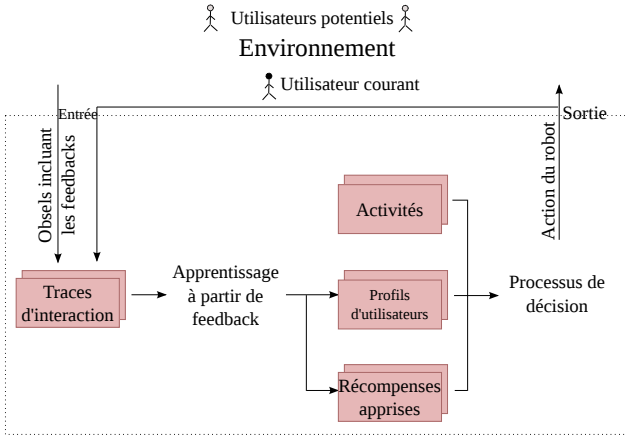 Utilisateurs potentiels
Environnement
Utilisateur courant
Entrée
Sortie
Obsels incluant
les feedbacks
Action du robot
Activités
Traces
d'interaction
Apprentissage
à partir de
feedback
Profils
d'utilisateurs
Processus de
décision
Récompenses
apprises